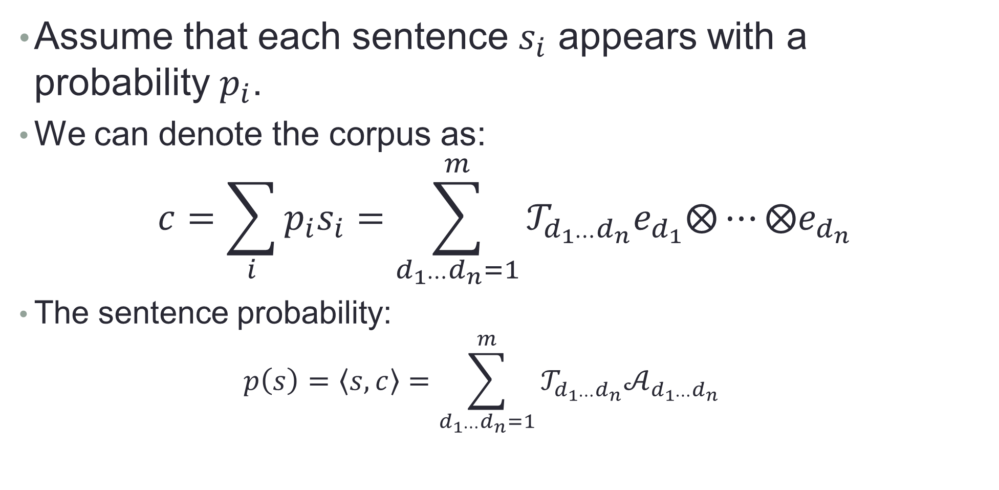 • Assume that each sentence $s_i$ appears with a
probability $p_i$.
• We can denote the corpus as:
$c = \sum_{i} p_i s_i = \sum_{d_1 \ldots d_n = 1}^{m} \mathcal{T}_{d_1 \ldots d_n} e_{d_1} \otimes \cdots \otimes e_{d_n}$
• The sentence probability:
$p(s) = \langle s, c \rangle = \sum_{d_1 \ldots d_n = 1}^{m} \mathcal{T}_{d_1 \ldots d_n} \mathcal{A}_{d_1 \ldots d_n}$